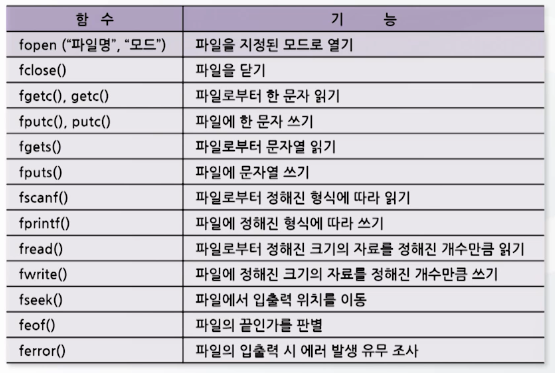 함 수 기 능
fopen ("파일명", "모드") 파일을 지정된 모드로 열기
fclose() 파일을 닫기
fgetc(), getc() 파일로부터 한 문자 읽기
fputc(), putc() 파일에 한 문자 쓰기
fgets() 파일로부터 문자열 읽기
fputs() 파일에 문자열 쓰기
fscanf() 파일로부터 정해진 형식에 따라 읽기
fprintf() 파일에 정해진 형식에 따라 쓰기
fread() 파일로부터 정해진 크기의 자료를 정해진 개수만큼 읽기
fwrite() 파일에 정해진 크기의 자료를 정해진 개수만큼 쓰기
fseek() 파일에서 입출력 위치를 이동
feof() 파일의 끝인가를 판별
ferror() 파일의 입출력 시 에러 발생 유무 조사